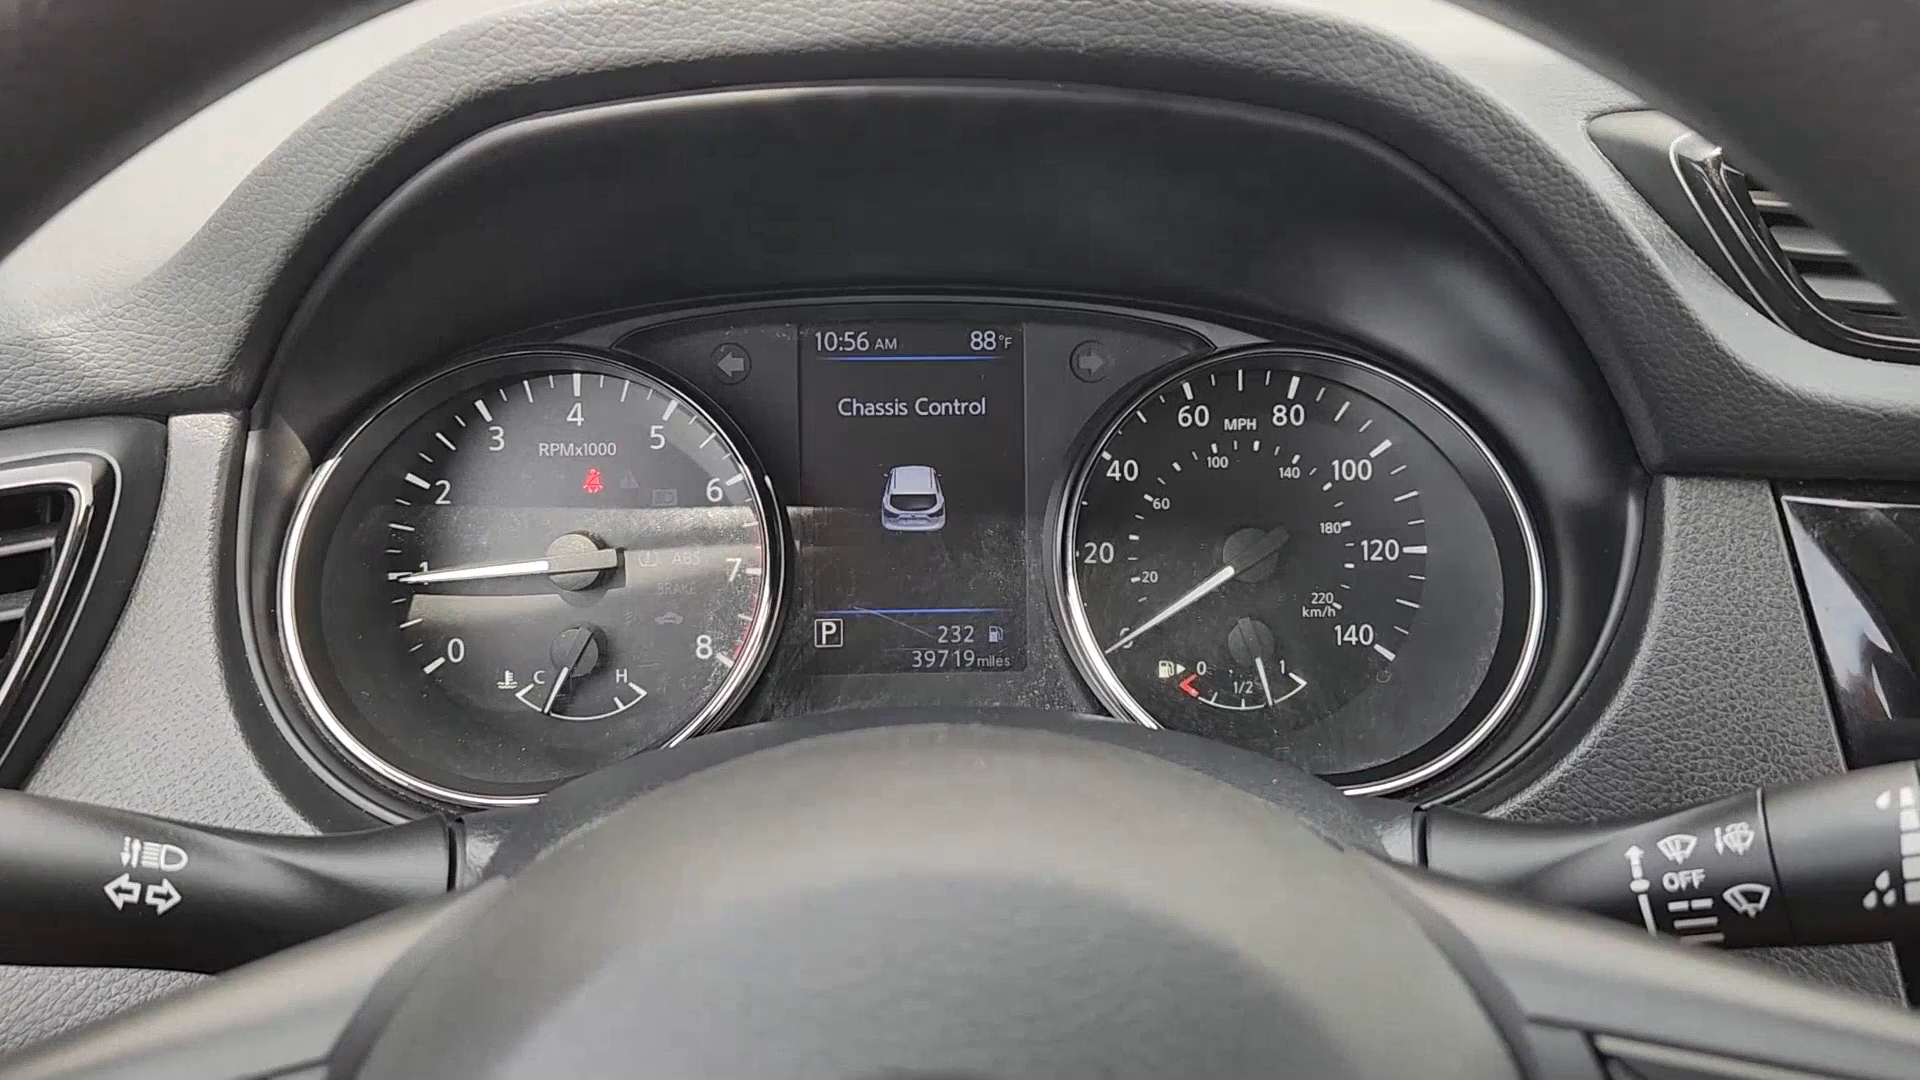 10:56 AM 88°F
Chassis Control
P 232
39719 miles
0 1 2 3 4 5 6 7 8
RPMx1000
ABS
BRAKE
C H
0 20 40 60 80 100 120 140
MPH
20 60 100 140 180 220
km/h
0 1/2 1
OFF